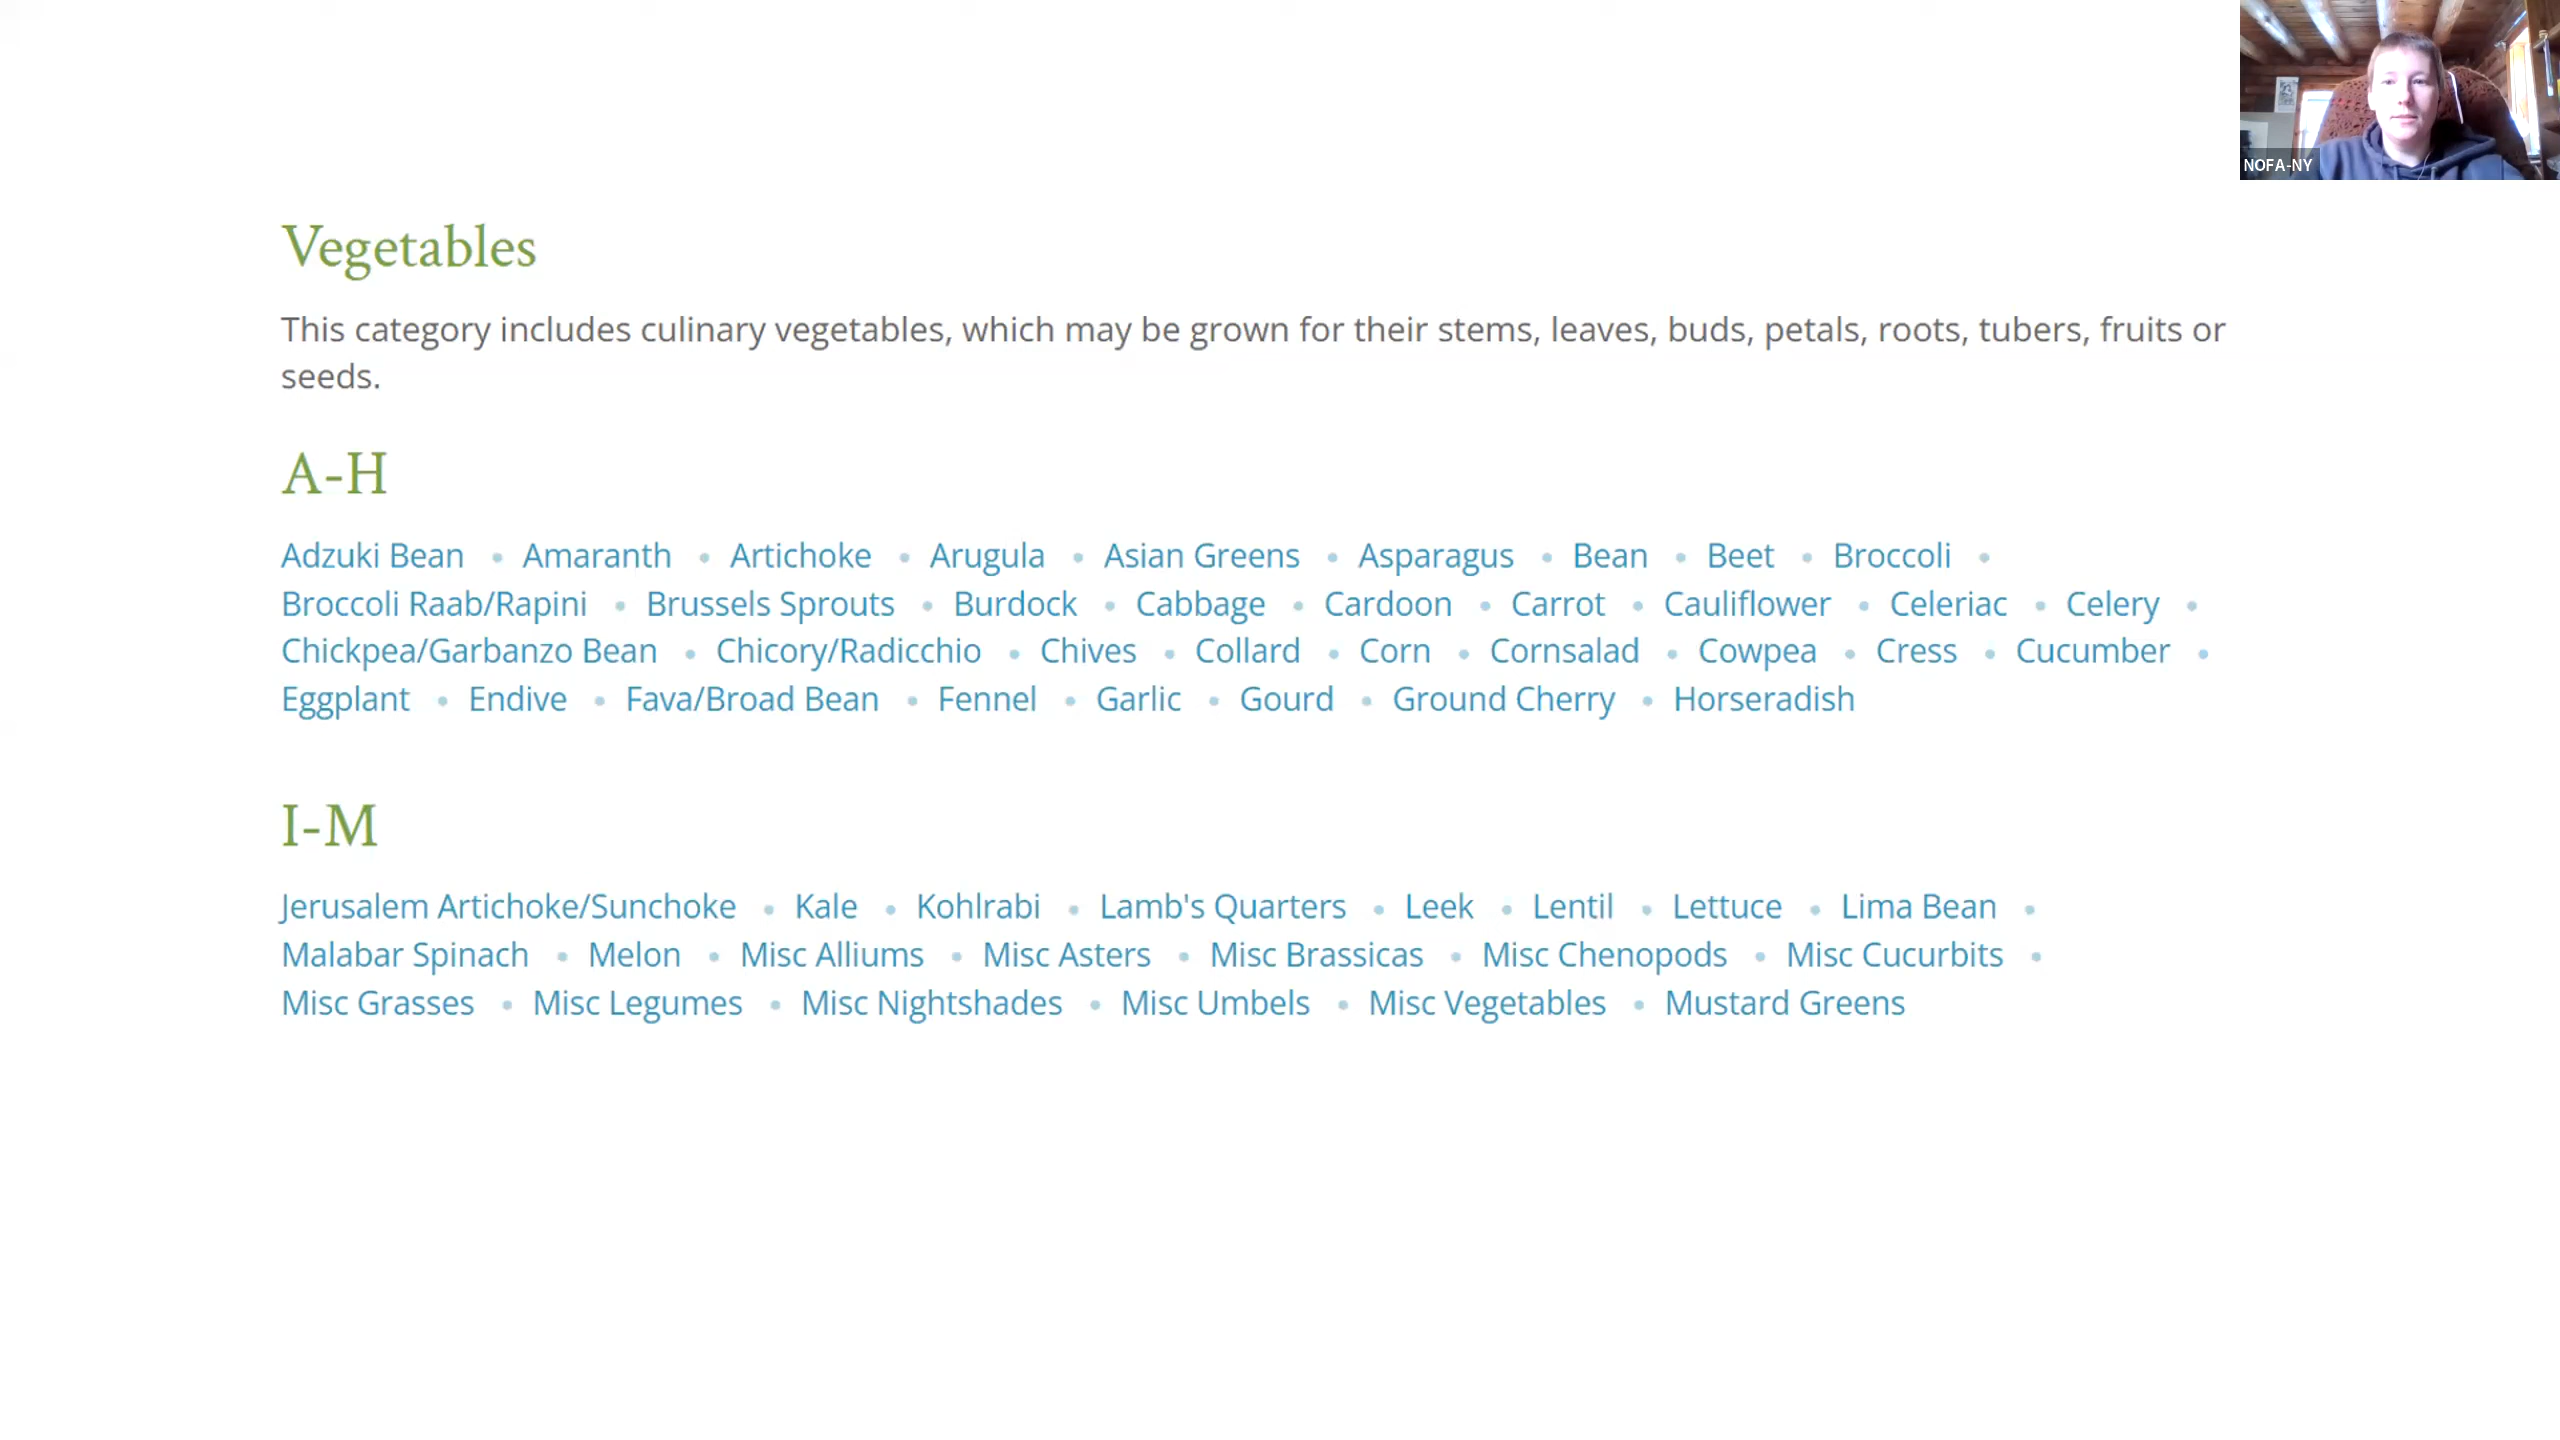 NOFA-NY
Vegetables
This category includes culinary vegetables, which may be grown for their stems, leaves, buds, petals, roots, tubers, fruits or
seeds.
A-H
Adzuki Bean • Amaranth • Artichoke • Arugula • Asian Greens • Asparagus • Bean • Beet • Broccoli •
Broccoli Raab/Rapini • Brussels Sprouts • Burdock • Cabbage • Cardoon • Carrot • Cauliflower • Celeriac • Celery •
Chickpea/Garbanzo Bean • Chicory/Radicchio • Chives • Collard • Corn • Cornsalad • Cowpea • Cress • Cucumber •
Eggplant • Endive • Fava/Broad Bean • Fennel • Garlic • Gourd • Ground Cherry • Horseradish
I-M
Jerusalem Artichoke/Sunchoke • Kale • Kohlrabi • Lamb's Quarters • Leek • Lentil • Lettuce • Lima Bean •
Malabar Spinach • Melon • Misc Alliums • Misc Asters • Misc Brassicas • Misc Chenopods • Misc Cucurbits •
Misc Grasses • Misc Legumes • Misc Nightshades • Misc Umbels • Misc Vegetables • Mustard Greens